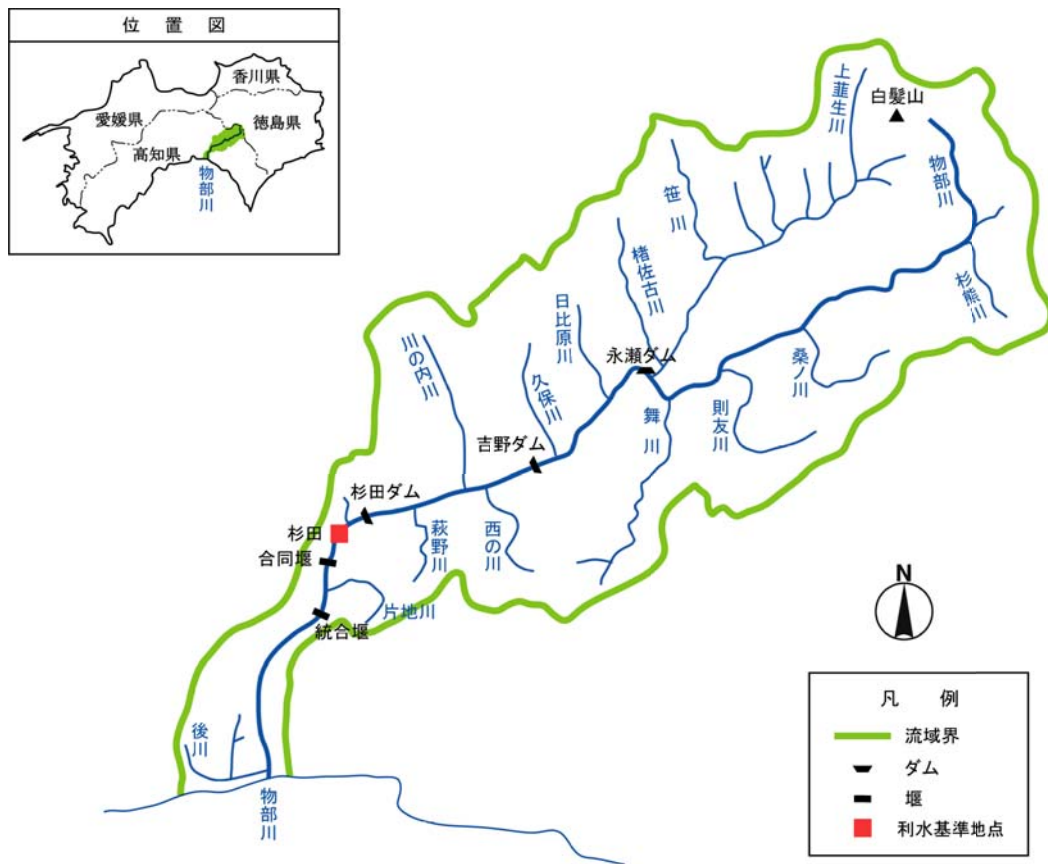 位置図
香川県
愛媛県
徳島県
高知県
物部川
白髪山
上韮生川
物部川
笹川
楮佐古川
杉熊川
日比原川
永瀬ダム
桑ノ川
川の内川
久保川
則友川
舞川
吉野ダム
杉田ダム
杉田
萩野川
西の川
合同堰
片地川
統合堰
N
後川
物部川
凡例
流域界
ダム
堰
利水基準地点